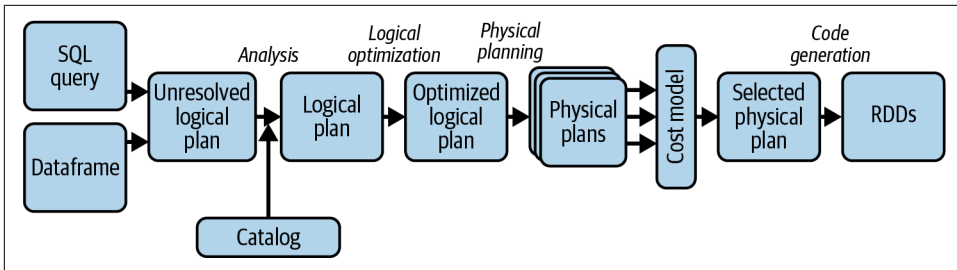 SQL
query
Dataframe
Analysis
Unresolved
logical
plan
Catalog
Logical
plan
Logical
optimization
Optimized
logical
plan
Physical
planning
Physical
plans
Cost model
Selected
physical
plan
Code
generation
RDDs